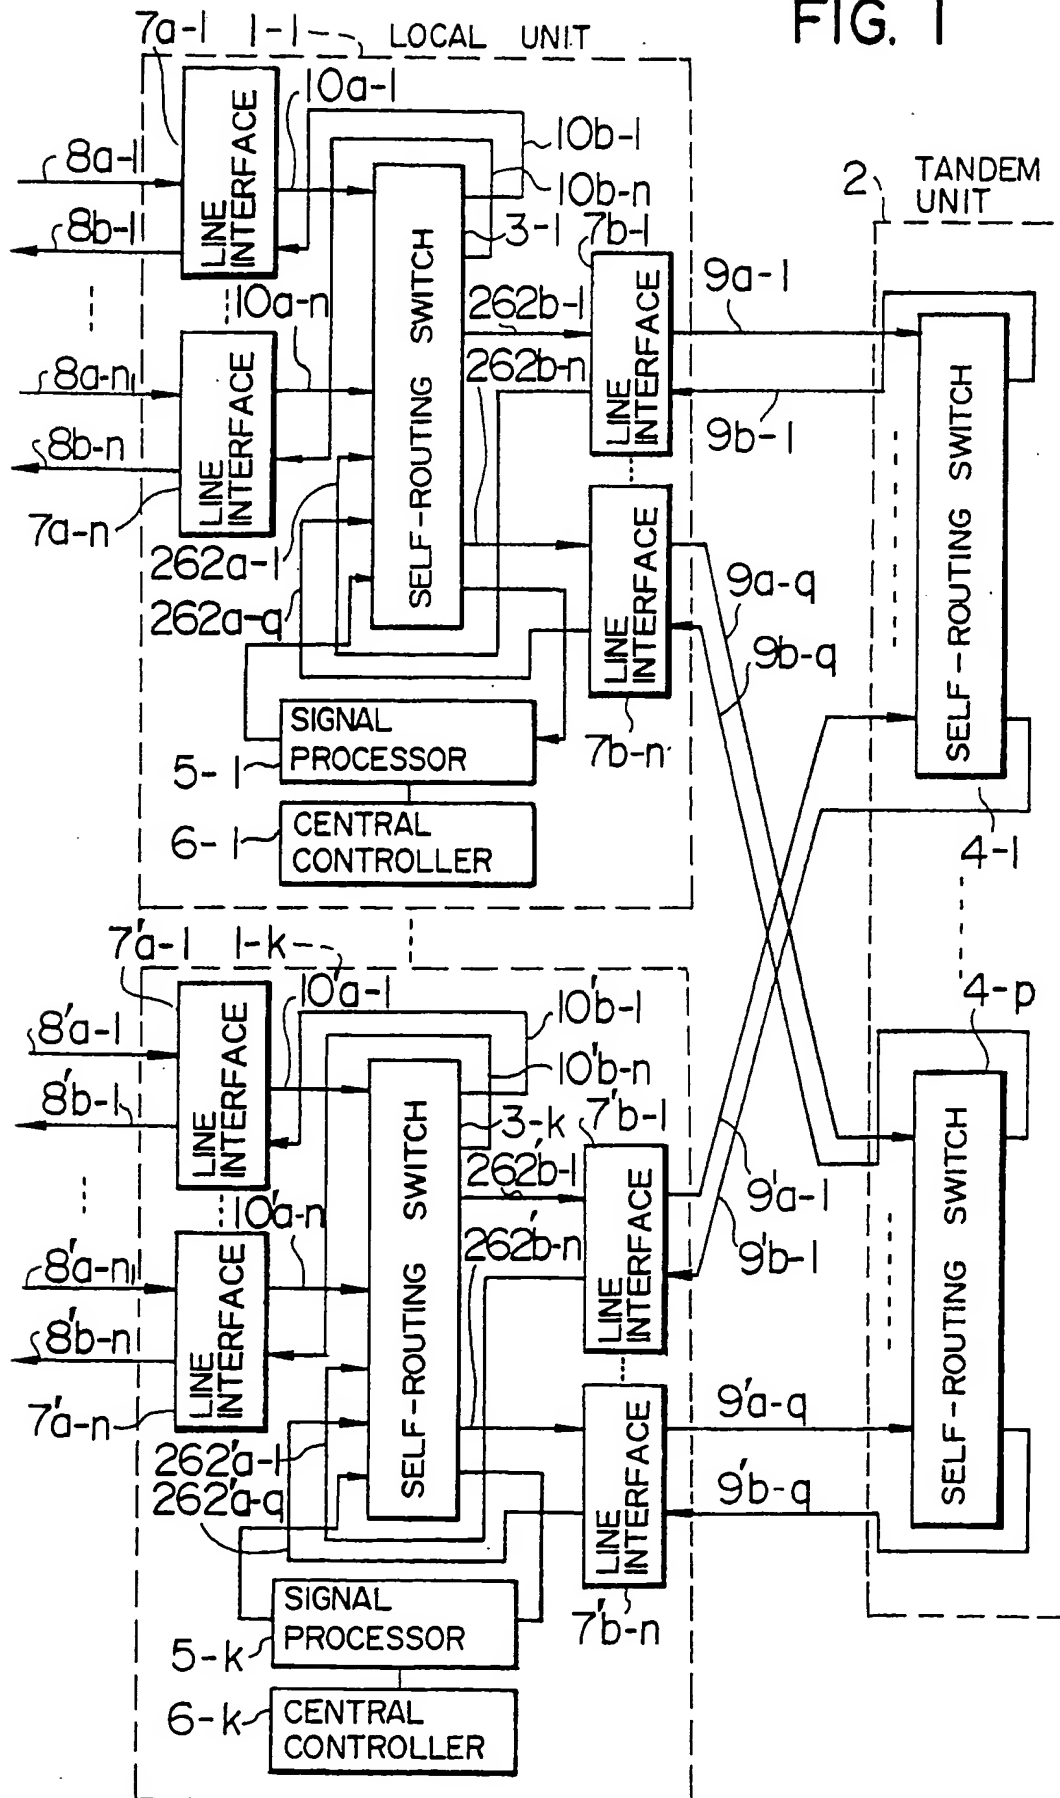 FIG. 1
7a-1
1-1
LOCAL UNIT
10a-1
10b-1
8a-1
LINE INTERFACE
10b-n
2
TANDEM
UNIT
8b-1
3-1
7b-1
10a-n
262b-1
9a-1
SELF-ROUTING SWITCH
LINE INTERFACE
262b-n
8a-n
LINE INTERFACE
9b-1
SELF-ROUTING SWITCH
8b-n
7a-n
262a-1
9a-q
262a-q
LINE INTERFACE
9b-q
SIGNAL
PROCESSOR
7b-n
5-1
6-1
CENTRAL
CONTROLLER
4-1
7'a-1
1-k
10'a-1
10'b-1
4-p
8'a-1
LINE INTERFACE
10'b-n
8'b-1
3-k
7'b-1
262'b-1
9'a-1
10'a-n
262'b-n
9'b-1
SELF-ROUTING SWITCH
LINE INTERFACE
SELF-ROUTING SWITCH
8'a-n
LINE INTERFACE
8'b-n
7'a-n
9'a-q
262'a-1
262'a-q
LINE INTERFACE
9'b-q
SIGNAL
PROCESSOR
7'b-n
5-k
6-k
CENTRAL
CONTROLLER